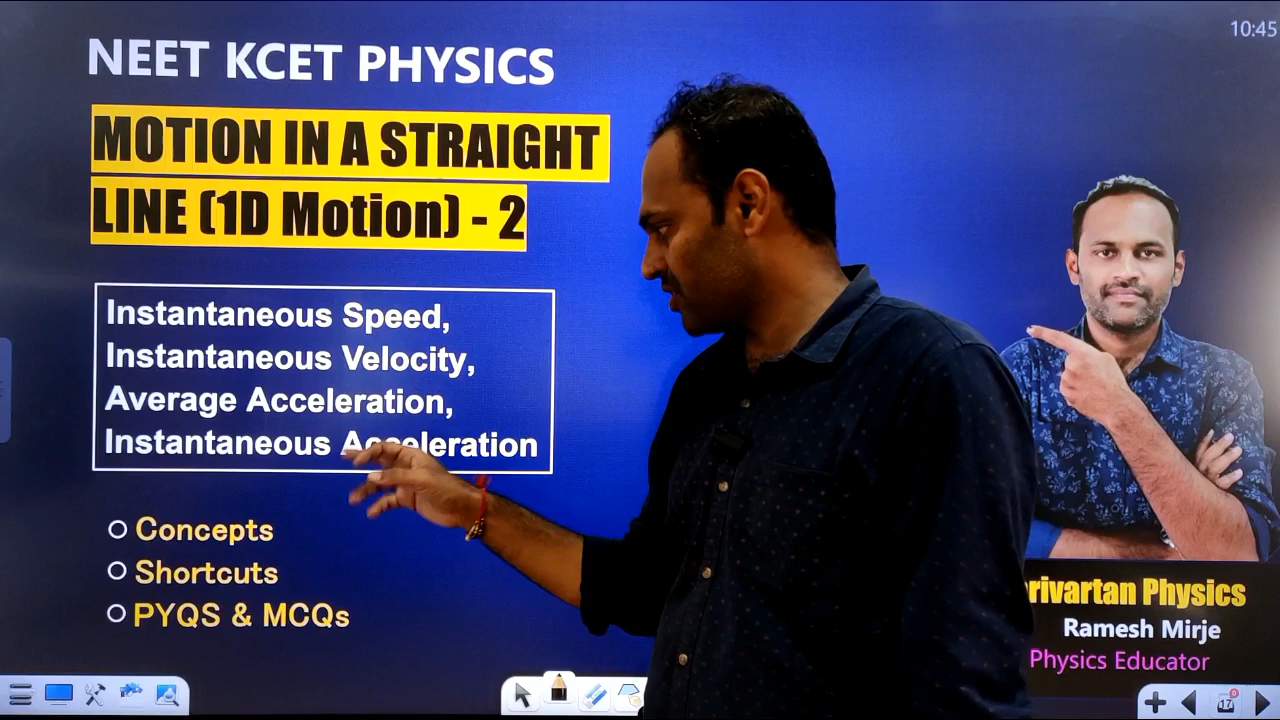 10:45
NEET KCET PHYSICS
MOTION IN A STRAIGHT
LINE (1D Motion) - 2
Instantaneous Speed,
Instantaneous Velocity,
Average Acceleration,
Instantaneous Acceleration
Concepts
Shortcuts
PYQS & MCQs
rivartan Physics
Ramesh Mirje
Physics Educator
17